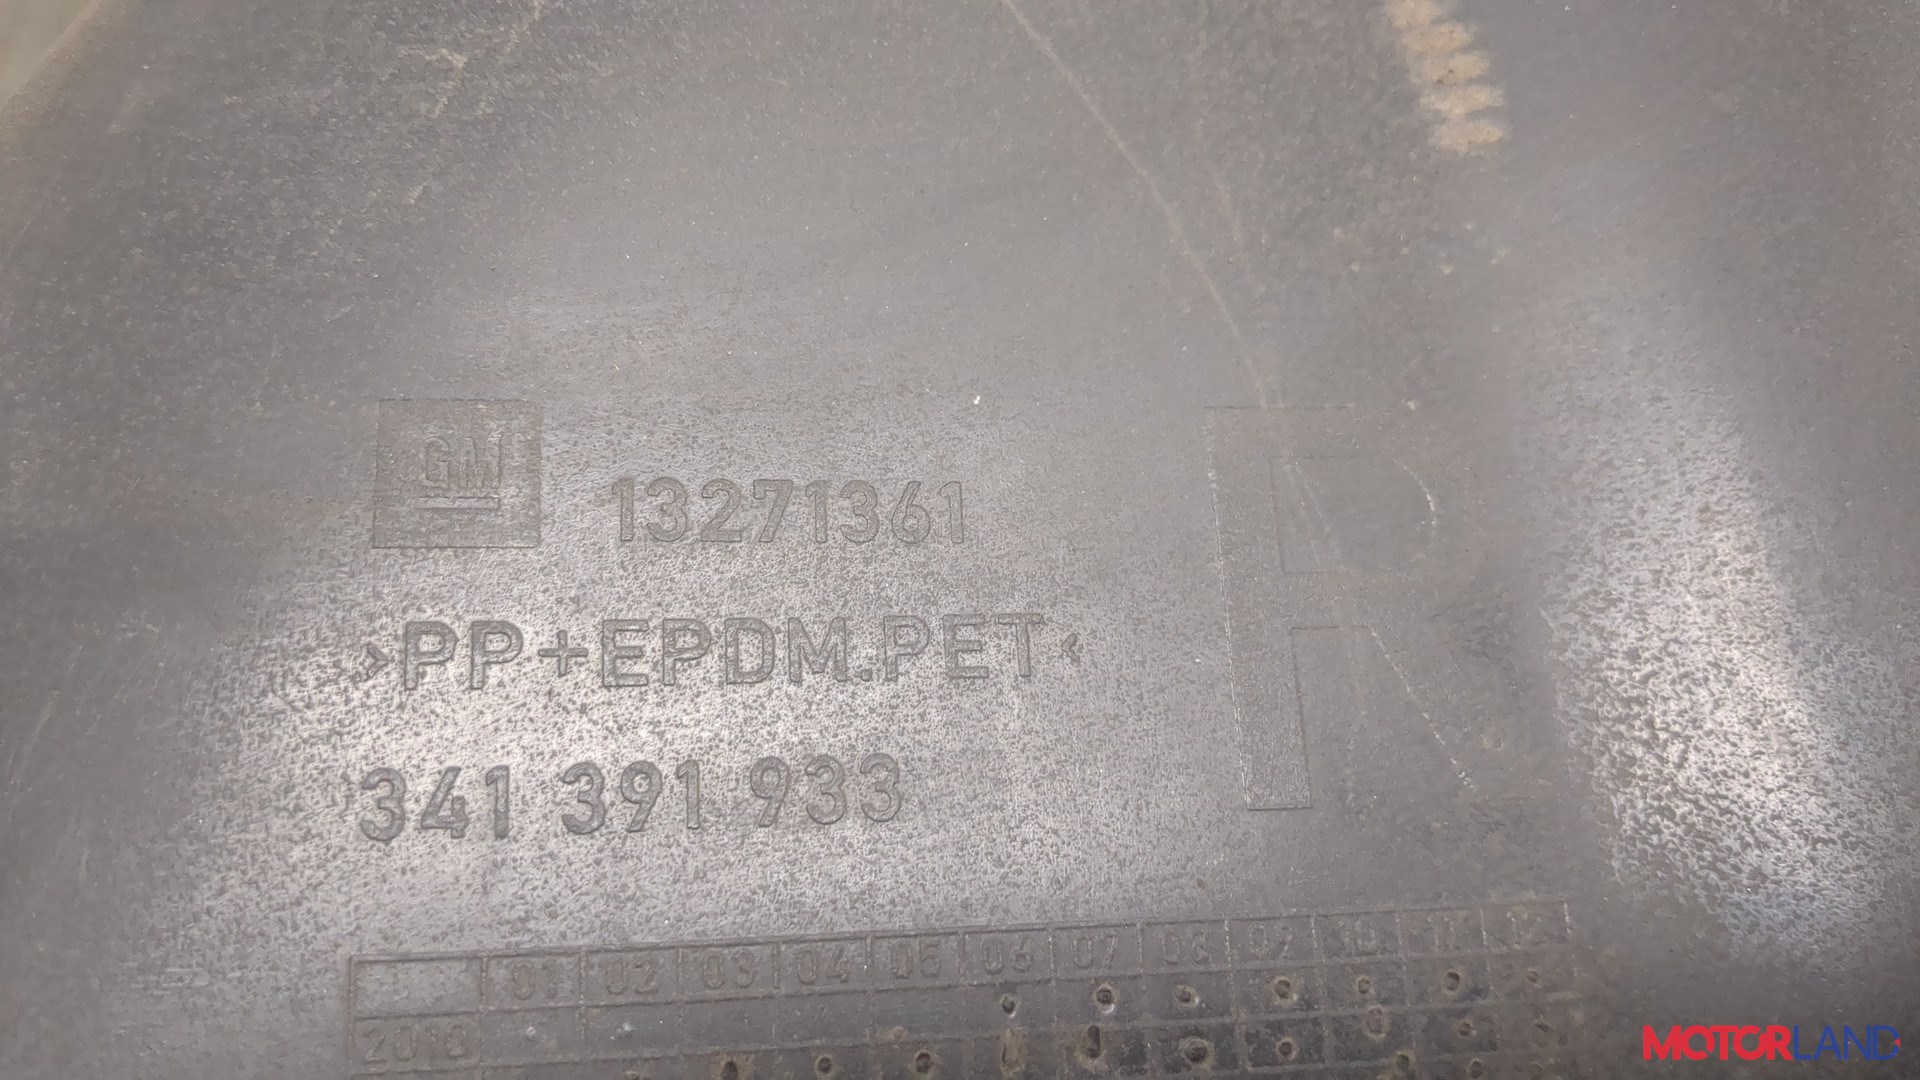 GM
13271361
R
>PP+EPDM.PET<
341 391 933
01 02 03 04 05 06 07 08 09 10 11 12
2010
MOTORLAND